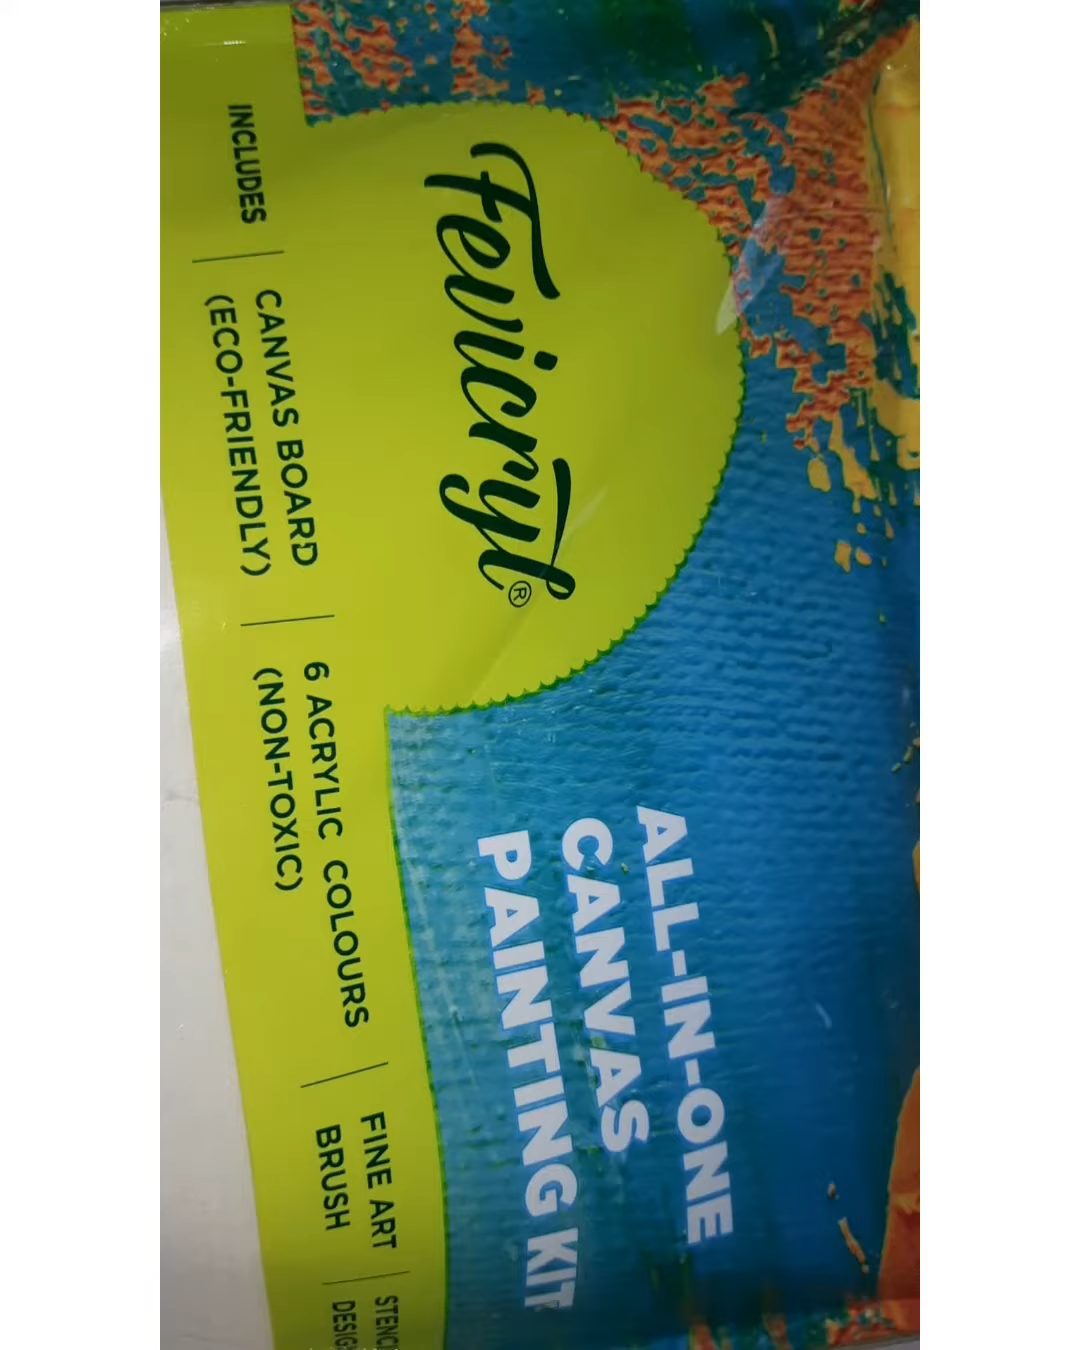 Fevicryl®
ALL-IN-ONE
CANVAS
PAINTING KIT
INCLUDES
CANVAS BOARD
(ECO-FRIENDLY)
6 ACRYLIC COLOURS
(NON-TOXIC)
FINE ART
BRUSH